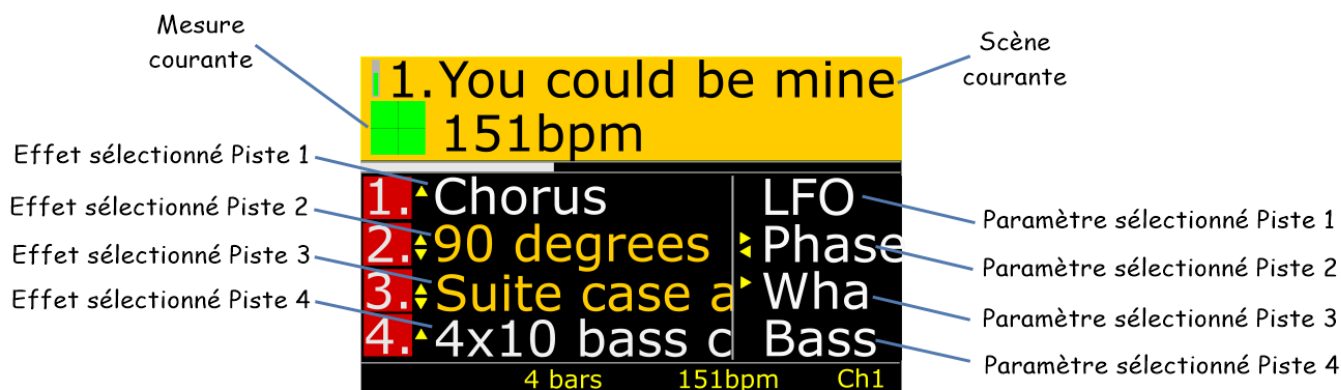 Mesure
courante
Scène
courante
1.You could be mine
151bpm
Effet sélectionné Piste 1
Effet sélectionné Piste 2
Effet sélectionné Piste 3
Effet sélectionné Piste 4
1. Chorus LFO
2. 90 degrees Phase
3. Suite case a Wha
4. 4x10 bass c Bass
Paramètre sélectionné Piste 1
Paramètre sélectionné Piste 2
Paramètre sélectionné Piste 3
Paramètre sélectionné Piste 4
4 bars 151bpm Ch1